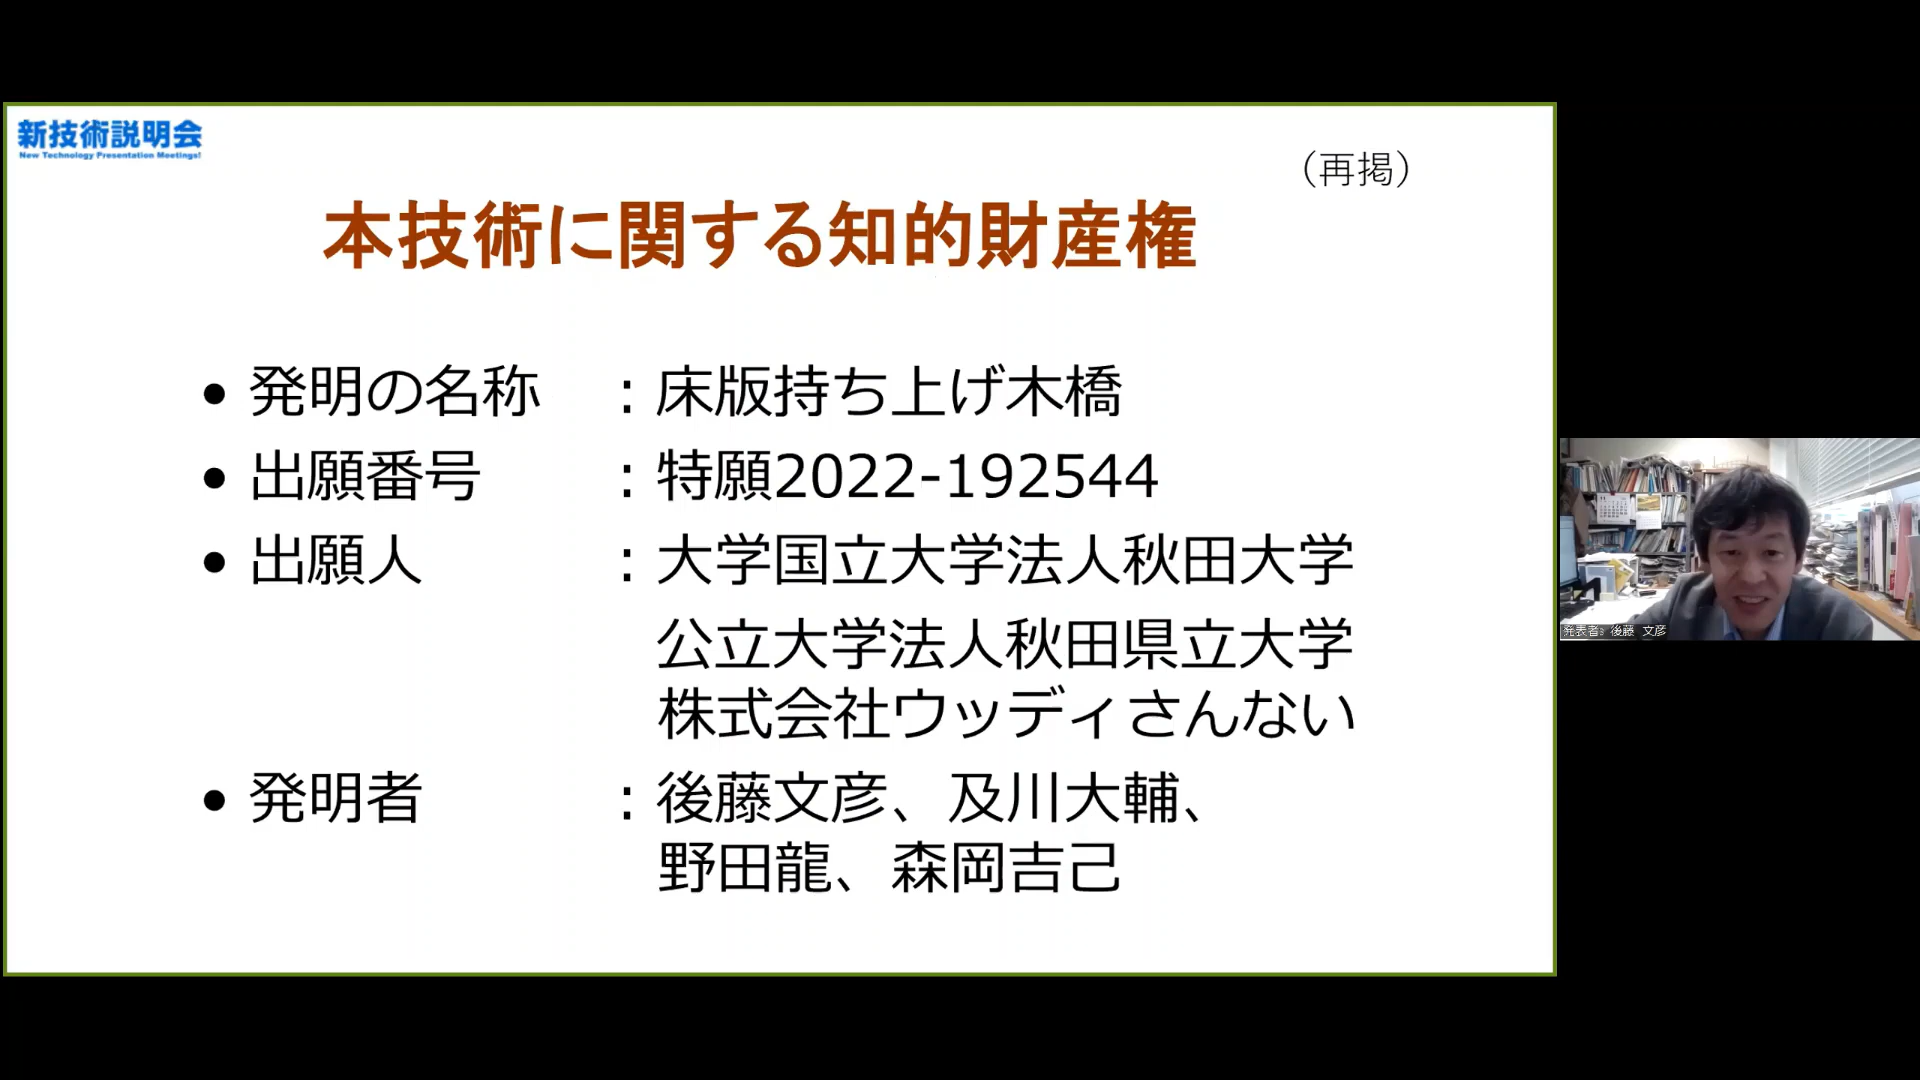 新技術説明会
New Technology Presentation Meetings!
（再掲）
本技術に関する知的財産権
• 発明の名称 ：床版持ち上げ木橋
• 出願番号 ：特願2022-192544
• 出願人 ：大学国立大学法人秋田大学
公立大学法人秋田県立大学
株式会社ウッディさんない
• 発明者 ：後藤文彦、及川大輔、
野田龍、森岡吉己
発表者：後藤 文彦